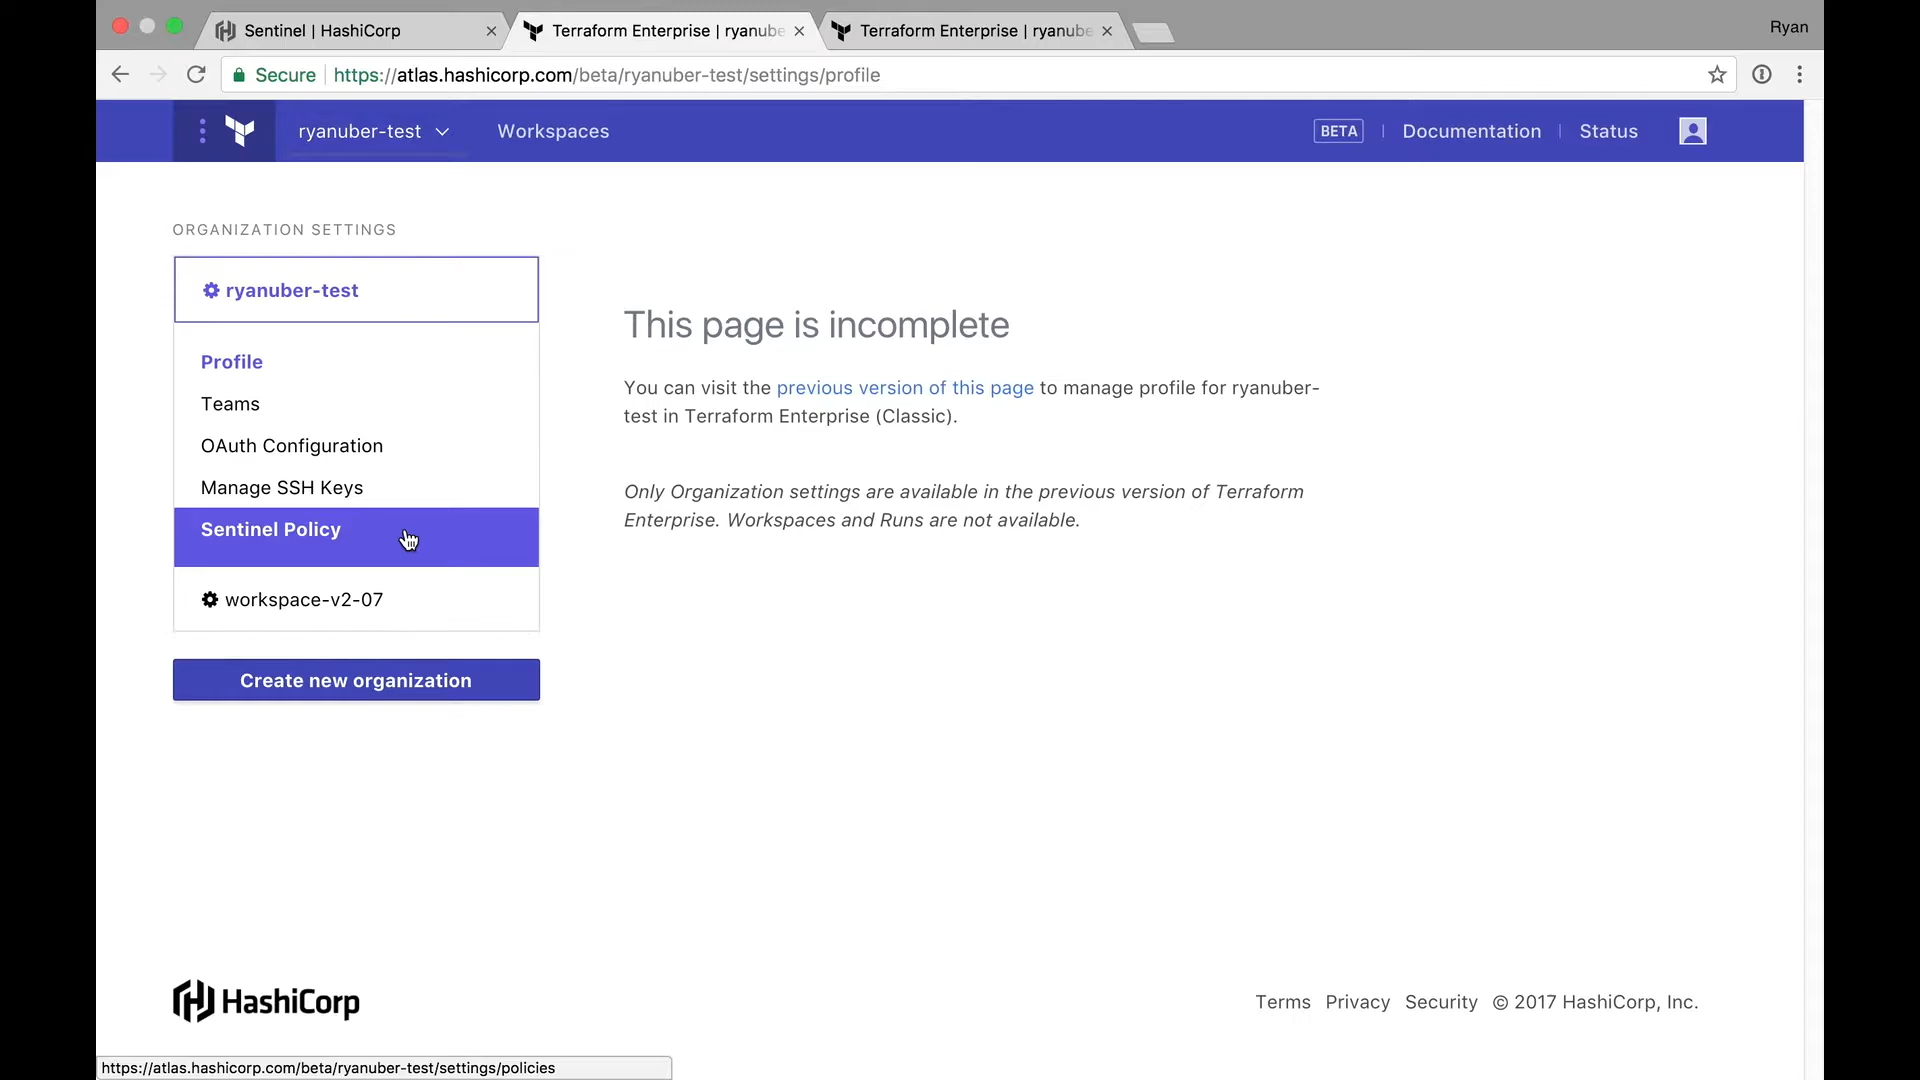 Sentinel | HashiCorp
Terraform Enterprise | ryanube
Terraform Enterprise | ryanube
Ryan
Secure
https://atlas.hashicorp.com/beta/ryanuber-test/settings/profile
ryanuber-test
Workspaces
BETA
Documentation
Status
ORGANIZATION SETTINGS
ryanuber-test
Profile
Teams
OAuth Configuration
Manage SSH Keys
Sentinel Policy
workspace-v2-07
Create new organization
This page is incomplete
You can visit the previous version of this page to manage profile for ryanuber-
test in Terraform Enterprise (Classic).
Only Organization settings are available in the previous version of Terraform
Enterprise. Workspaces and Runs are not available.
HashiCorp
Terms Privacy Security © 2017 HashiCorp, Inc.
https://atlas.hashicorp.com/beta/ryanuber-test/settings/policies